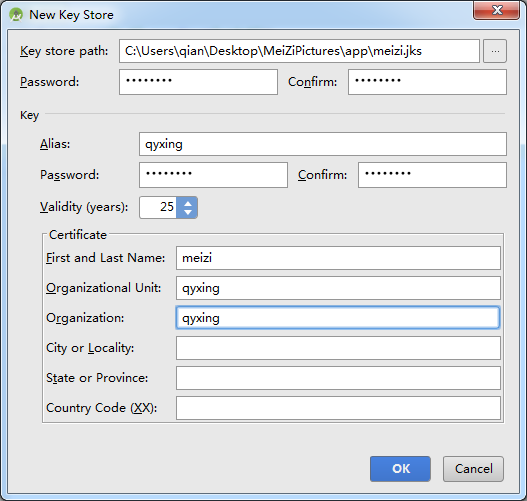 New Key Store
Key store path: C:\Users\qian\Desktop\MeiZiPictures\app\meizi.jks ...
Password: •••••••• Confirm: ••••••••
Key
Alias: qyxing
Password: •••••••• Confirm: ••••••••
Validity (years): 25
Certificate
First and Last Name: meizi
Organizational Unit: qyxing
Organization: qyxing
City or Locality:
State or Province:
Country Code (XX):
OK Cancel